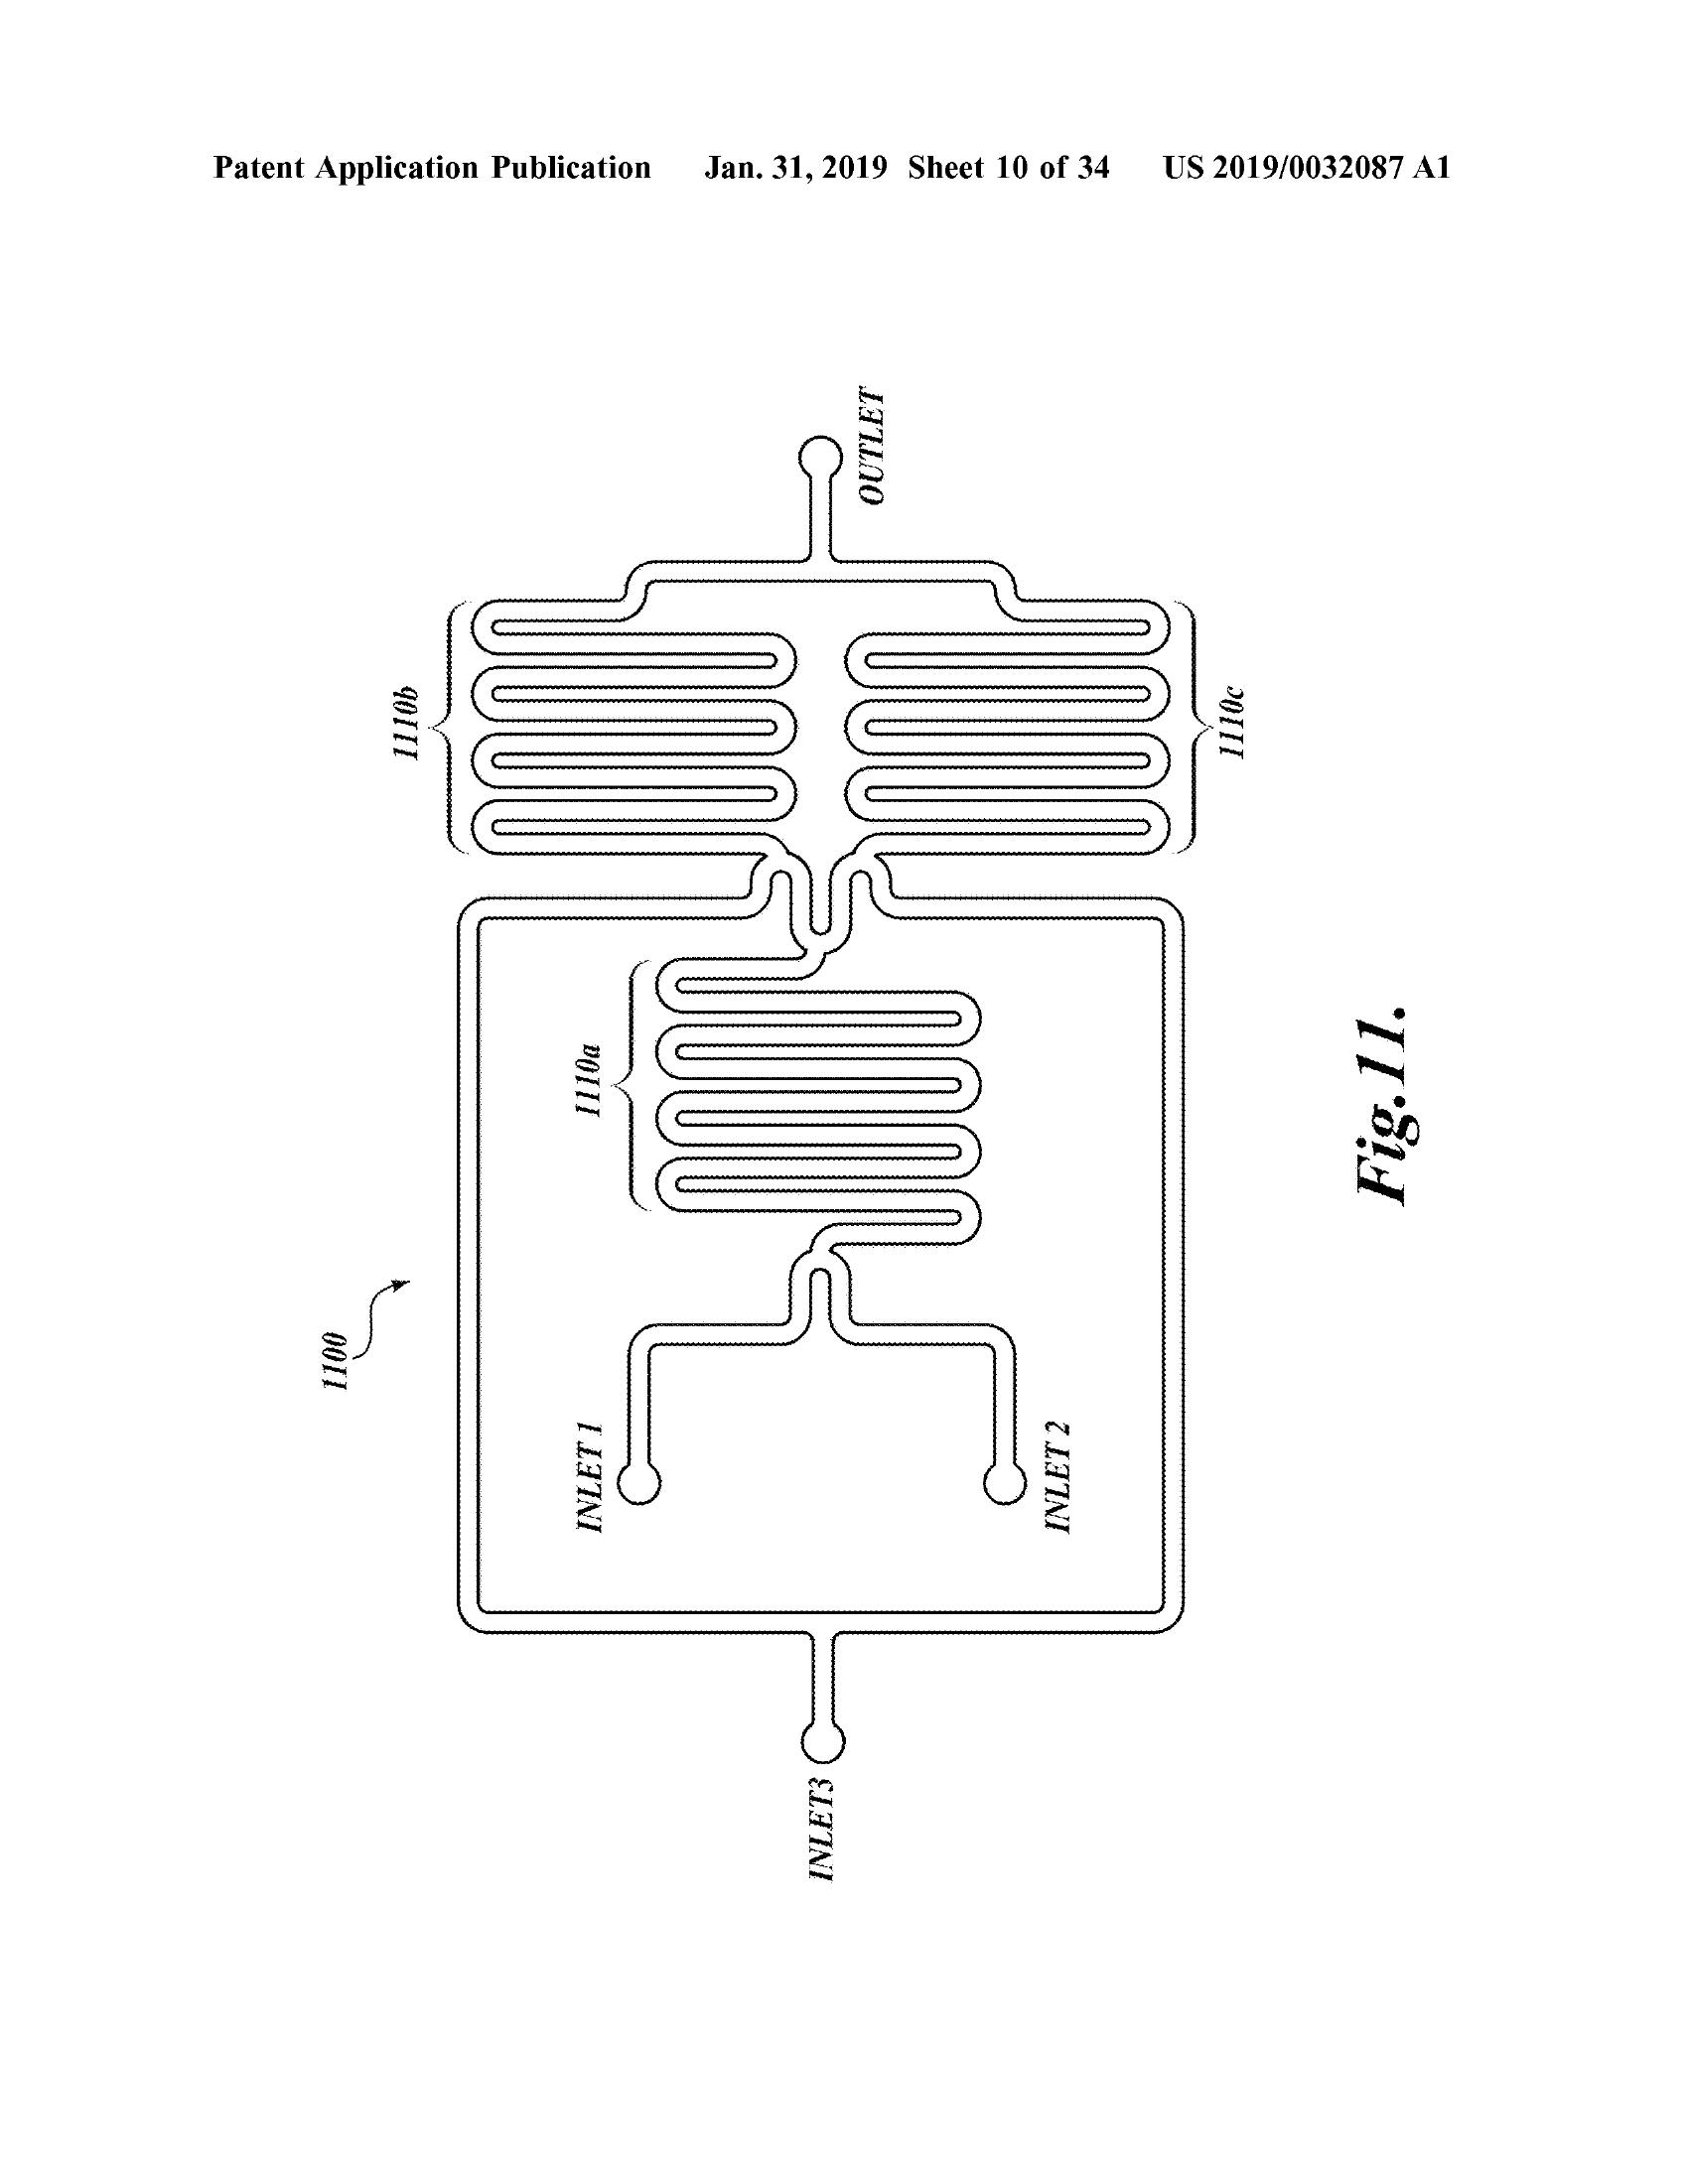 Patent Application Publication Jan. 31, 2019 Sheet 10 of 34 US 2019/0032087 A1
OUTLET
1110b
1110c
1110a
1100
INLET 1
INLET 2
INLET3
Fig.11.